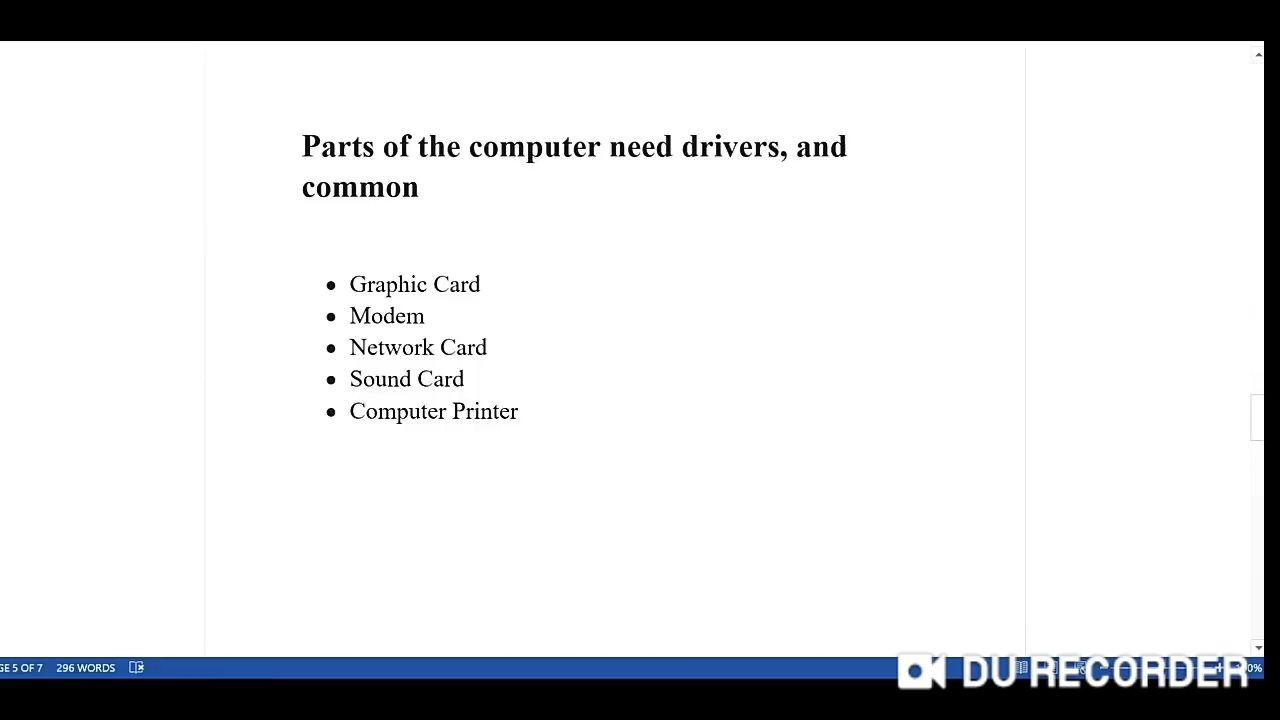 Parts of the computer need drivers, and
common
• Graphic Card
• Modem
• Network Card
• Sound Card
• Computer Printer
GE 5 OF 7 296 WORDS
DU RECORDER